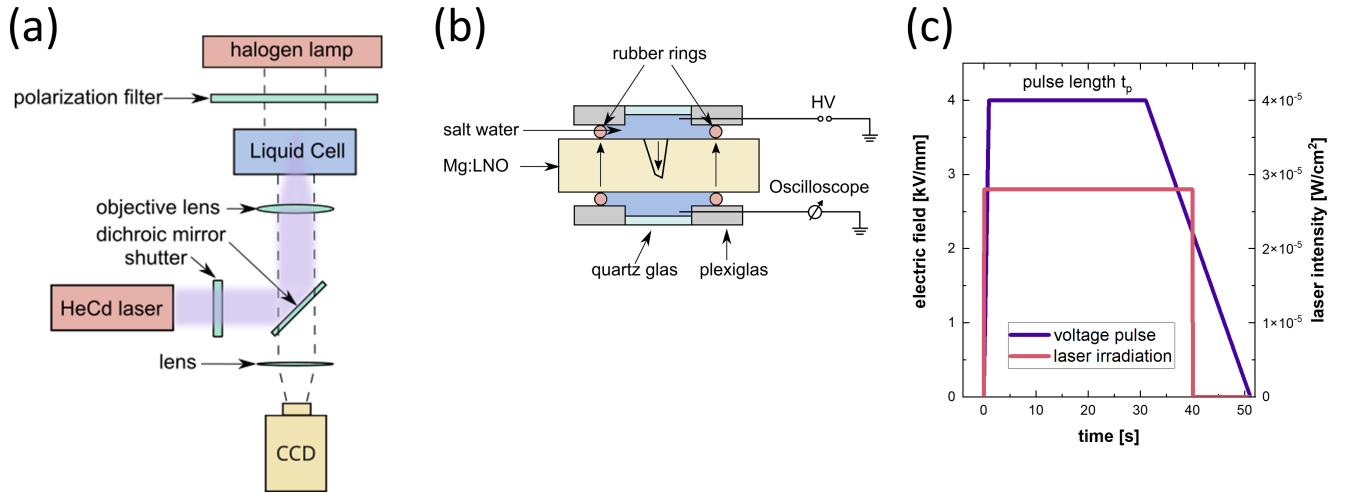 (a)
halogen lamp
polarization filter
Liquid Cell
objective lens
dichroic mirror
shutter
HeCd laser
lens
CCD
(b)
rubber rings
HV
salt water
Mg:LNO
Oscilloscope
quartz glas
plexiglas
(c)
pulse length tp
electric field [kV/mm]
4
3
2
1
0
4×10-5
3×10-5
2×10-5
1×10-5
0
laser intensity [W/cm2]
voltage pulse
laser irradiation
0 10 20 30 40 50
time [s]